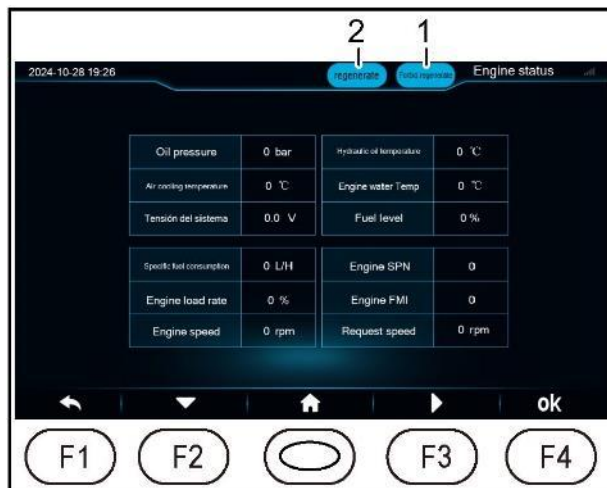 2 1
2024-10-28 19:26 regenerate Forbid regenerate Engine status
Oil pressure 0 bar Hydraulic oil temperature 0 ℃
Air cooling temperature 0 ℃ Engine water Temp 0 ℃
Tensión del sistema 0.0 V Fuel level 0 %
Specific fuel consumption 0 L/H Engine SPN 0
Engine load rate 0 % Engine FMI 0
Engine speed 0 rpm Request speed 0 rpm
ok
F1 F2 F3 F4